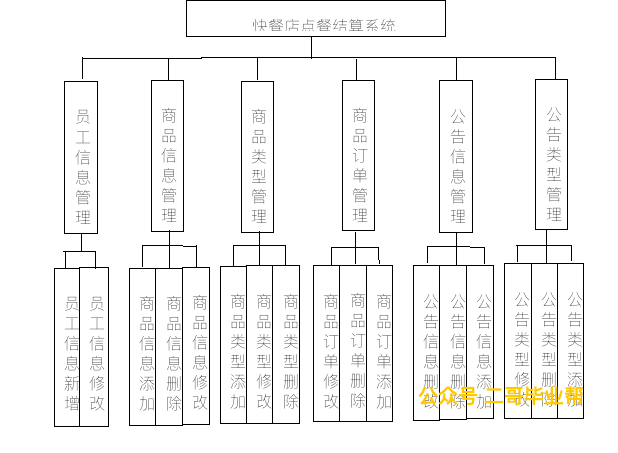 快餐店点餐结算系统
员工信息管理
商品信息管理
商品类型管理
商品订单管理
公告信息管理
公告类型管理
员工信息新增
员工信息修改
商品信息添加
商品信息删除
商品信息修改
商品类型添加
商品类型修改
商品类型删除
商品订单修改
商品订单删除
商品订单添加
公告信息删改
公告信息删除
公告信息添加
公告类型修改
公告类型删除
公告类型添加
公众号 二哥毕业帮